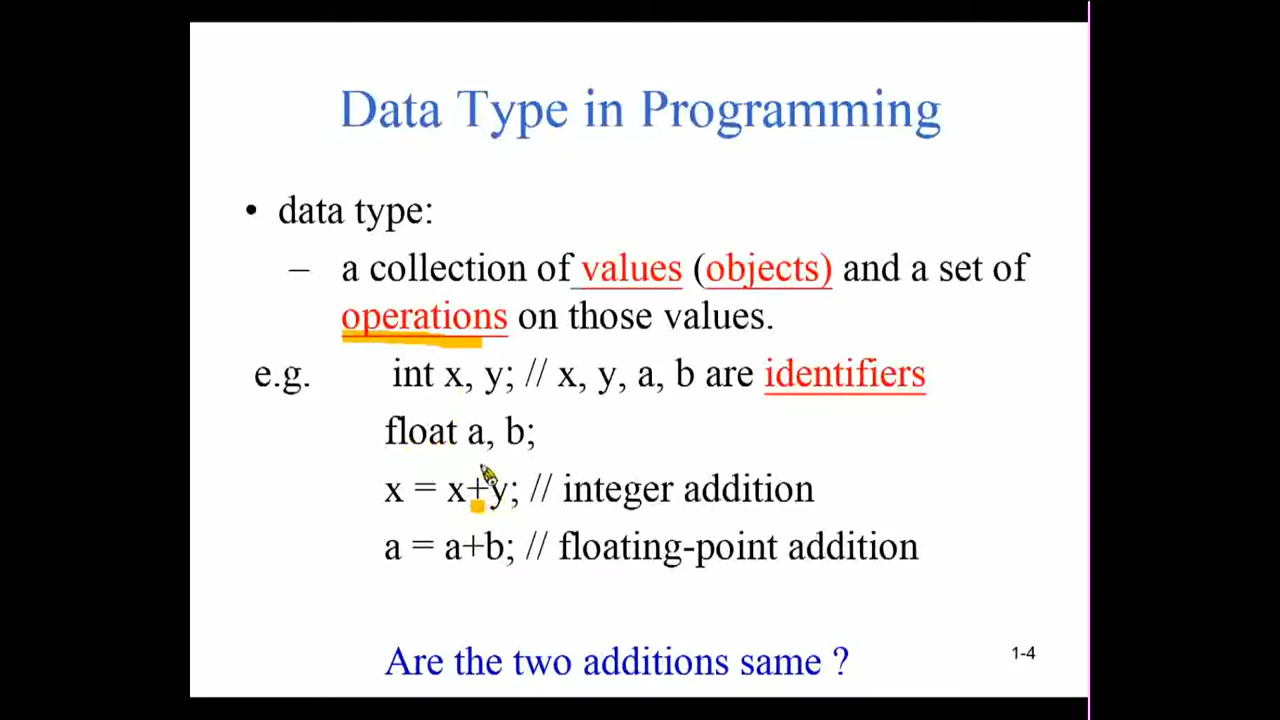 Data Type in Programming
• data type:
– a collection of values (objects) and a set of
operations on those values.
e.g. int x, y; // x, y, a, b are identifiers
float a, b;
x = x+y; // integer addition
a = a+b; // floating-point addition
Are the two additions same ?
1-4